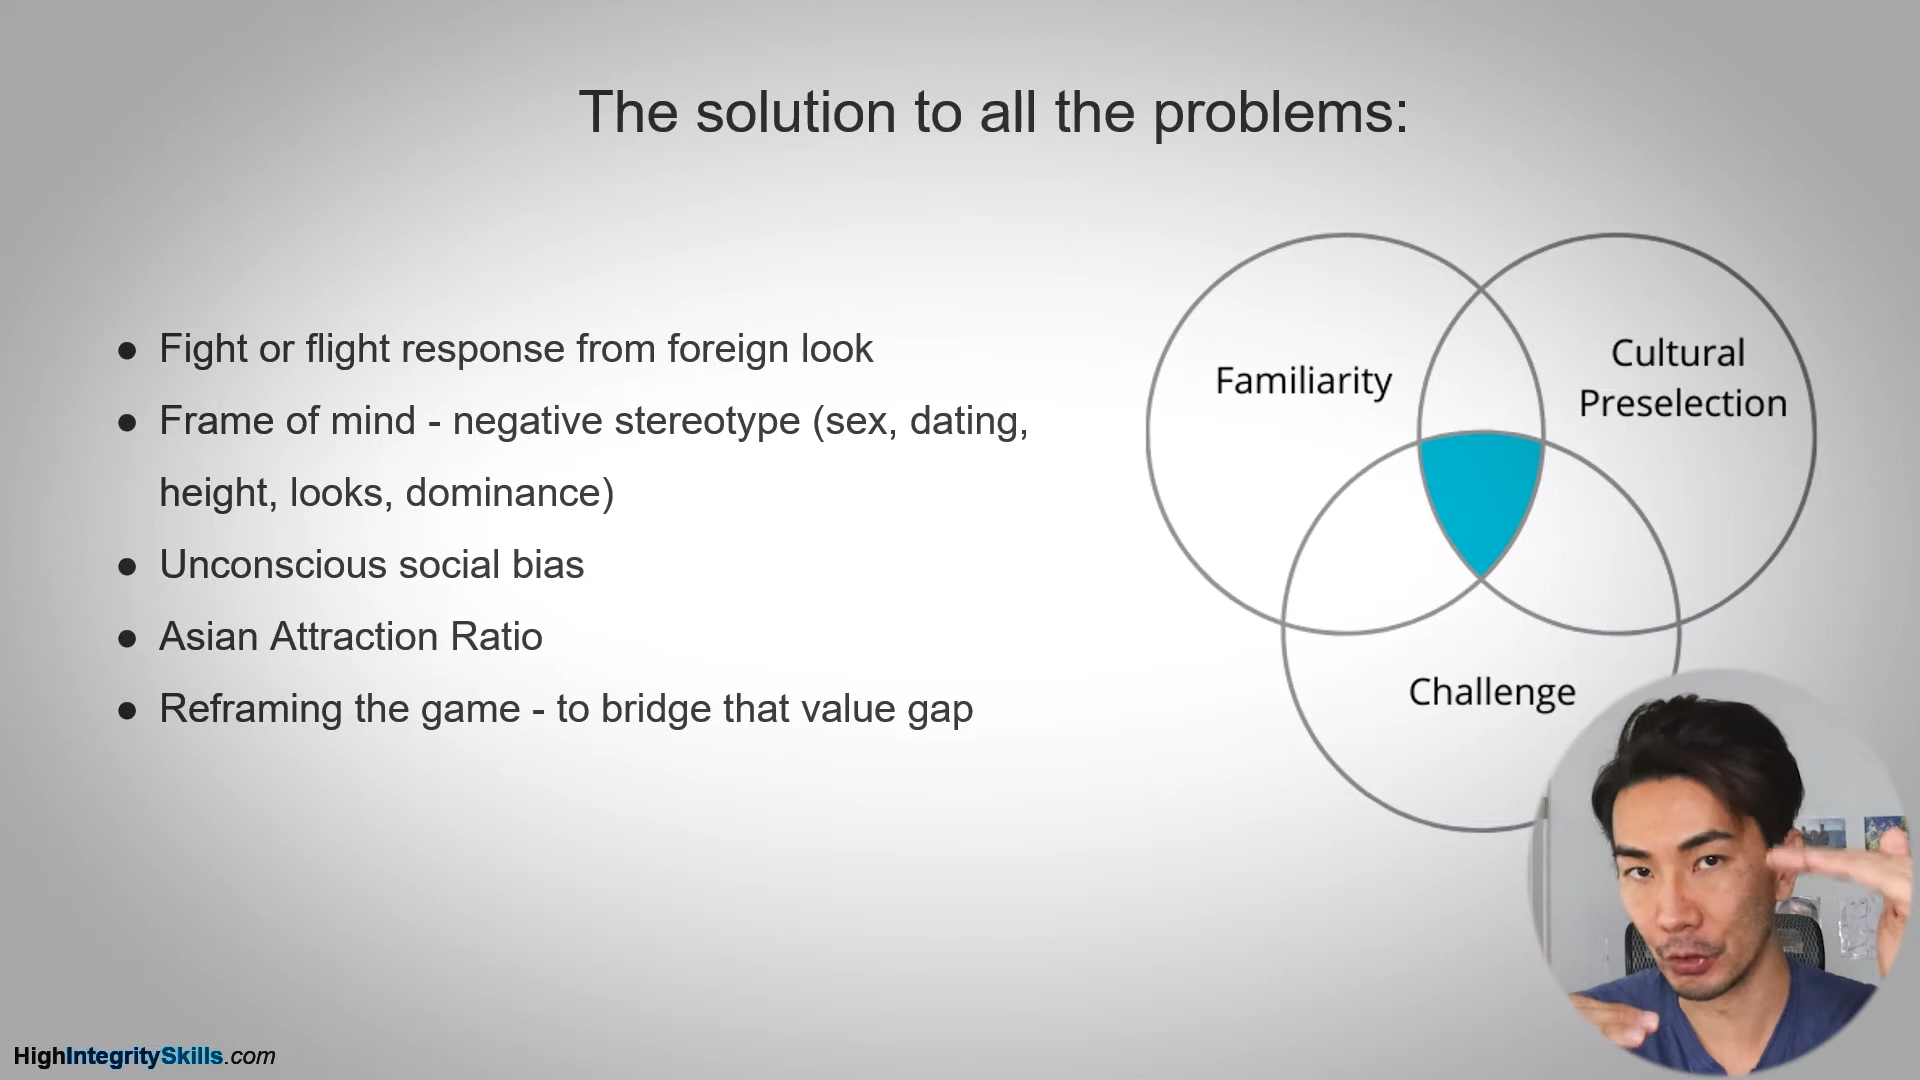 The solution to all the problems:
● Fight or flight response from foreign look
● Frame of mind - negative stereotype (sex, dating,
height, looks, dominance)
● Unconscious social bias
● Asian Attraction Ratio
● Reframing the game - to bridge that value gap
Familiarity
Cultural
Preselection
Challenge
HighIntegritySkills.com